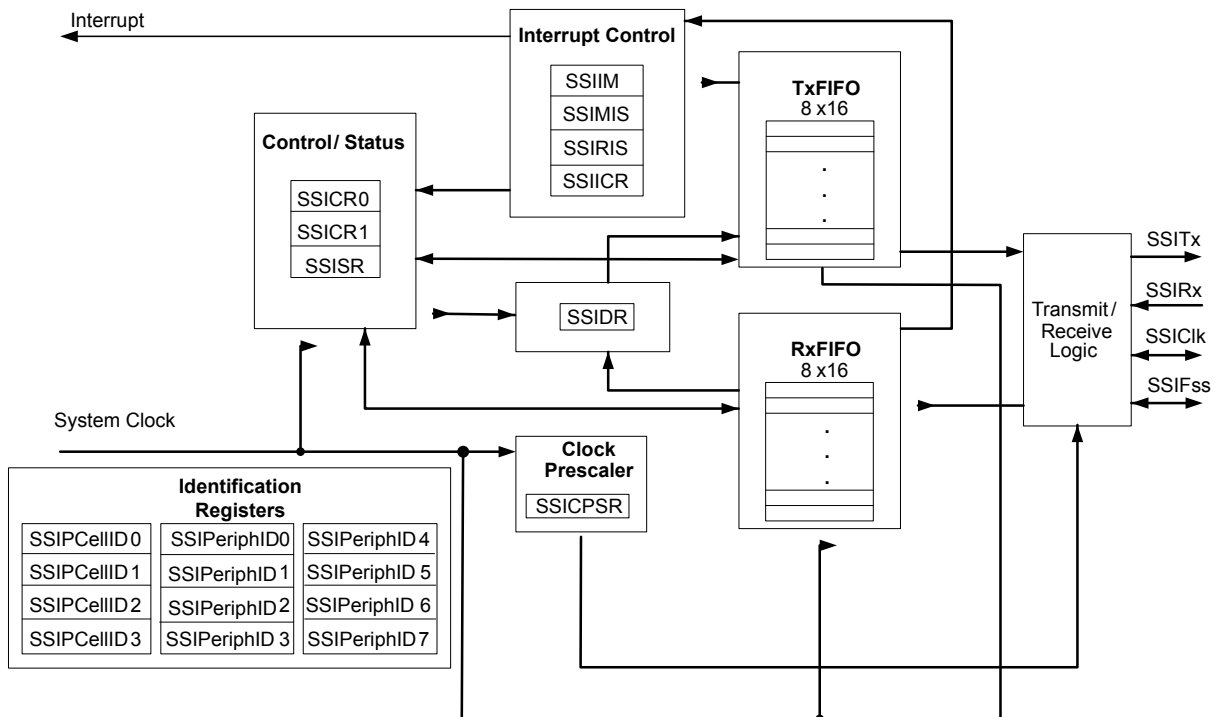 Interrupt
Interrupt Control
SSIIM
SSIMIS
SSIRIS
SSIICR
TxFIFO
8 x16
.
.
.
Control/ Status
SSICR0
SSICR1
SSISR
SSIDR
RxFIFO
8 x16
.
.
.
Transmit/
Receive
Logic
SSITx
SSIRx
SSIClk
SSIFss
System Clock
Clock
Prescaler
SSICPSR
Identification
Registers
SSIPCellID0
SSIPeriphID0
SSIPeriphID4
SSIPCellID1
SSIPeriphID1
SSIPeriphID5
SSIPCellID2
SSIPeriphID2
SSIPeriphID6
SSIPCellID3
SSIPeriphID3
SSIPeriphID7